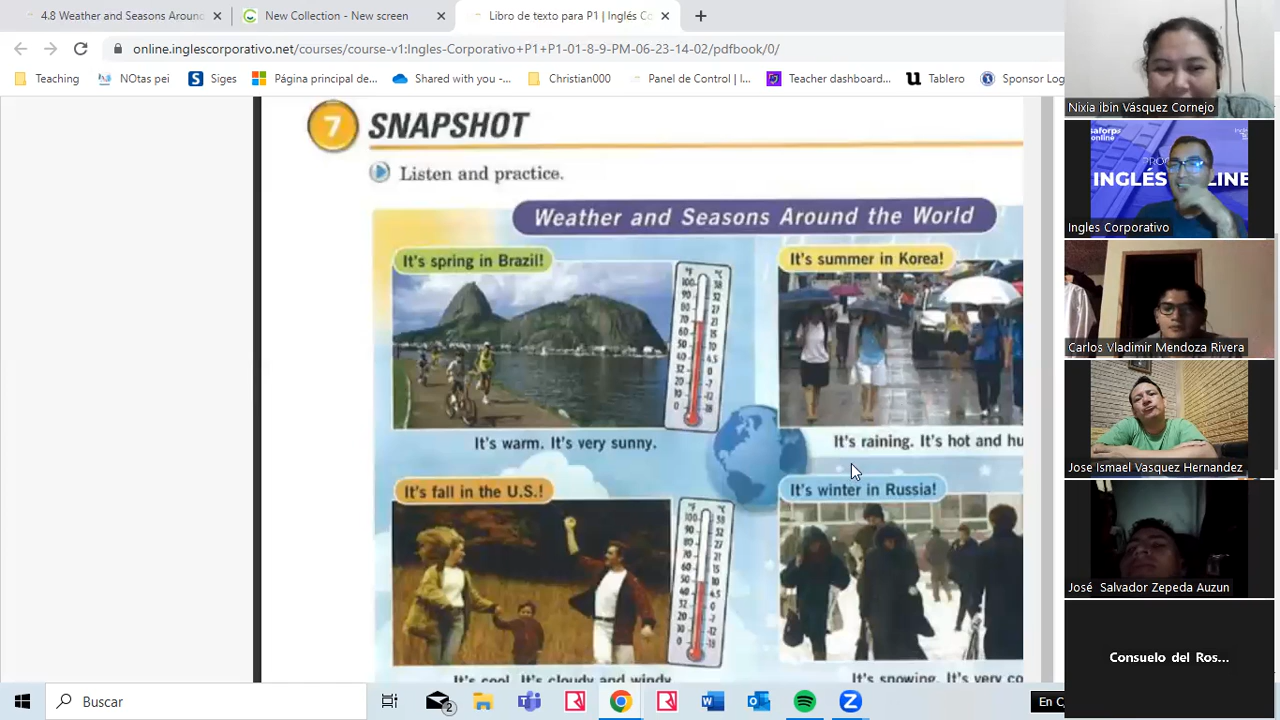 4.8 Weather and Seasons Around
New Collection - New screen
Libro de texto para P1 | Inglés Co
online.inglescorporativo.net/courses/course-v1:Ingles-Corporativo+P1+P1-01-8-9-PM-06-23-14-02/pdfbook/0/
Teaching
NOtas pei
Siges
Página principal de...
Shared with you -...
Christian000
Panel de Control | I...
Teacher dashboard...
Tablero
Sponsor Log
7 SNAPSHOT
Listen and practice.
Weather and Seasons Around the World
It's spring in Brazil!
It's summer in Korea!
It's warm. It's very sunny.
It's raining. It's hot and hu
It's fall in the U.S.!
It's winter in Russia!
It's cool. It's cloudy and windy
It's snowing. It's very co
Nixia ibin Vásquez Cornejo
INGLÉS
LINE
Ingles Corporativo
Carlos Vladimir Mendoza Rivera
Jose Ismael Vasquez Hernandez
José Salvador Zepeda Auzun
Consuelo del Ros...
Buscar
2
En C